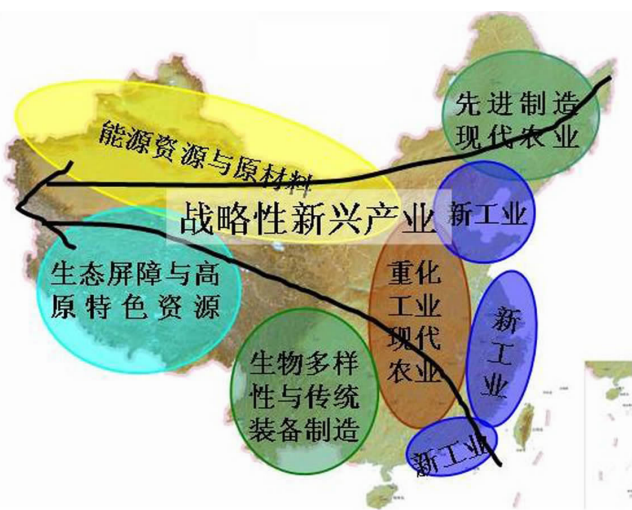 先进制造
现代农业
能源资源与原材料
战略性新兴产业
新工业
生态屏障与高
原特色资源
重化
工业
现代
农业
新工业
生物多样
性与传统
装备制造
新工业